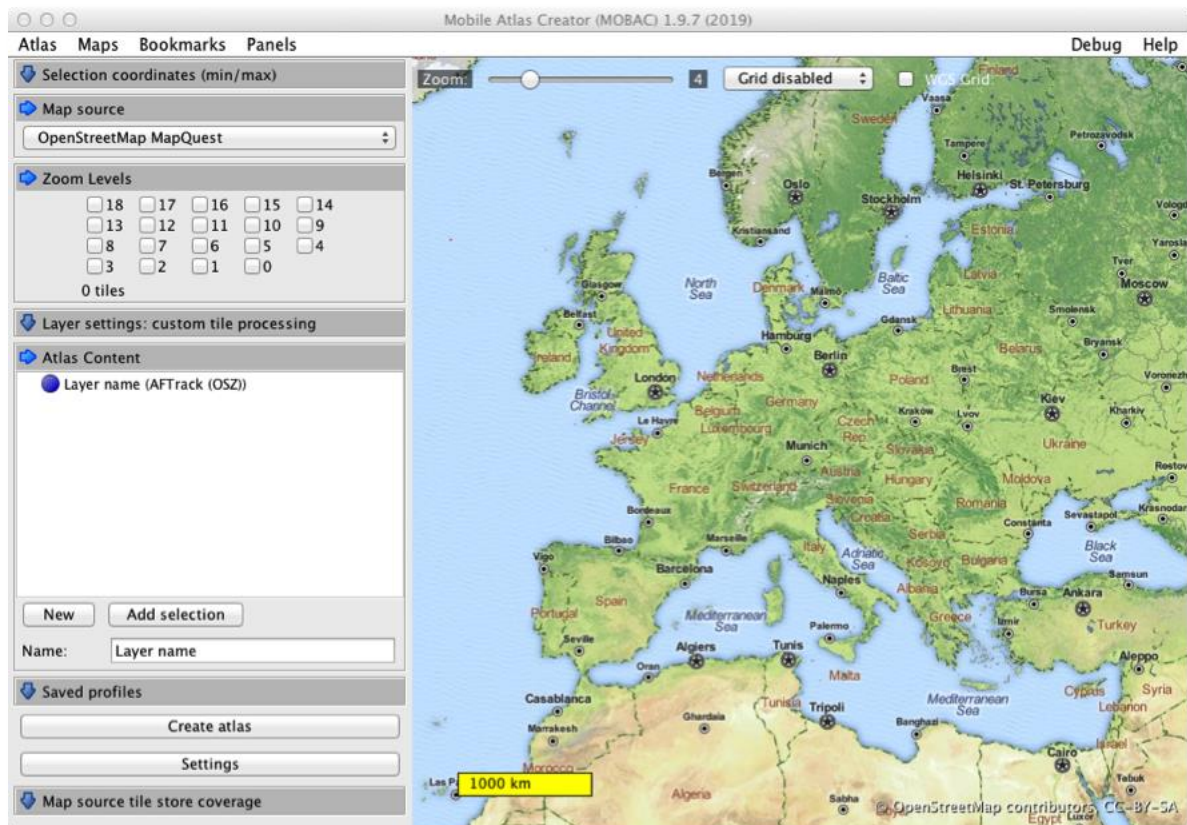 Mobile Atlas Creator (MOBAC) 1.9.7 (2019)
Atlas Maps Bookmarks Panels Debug Help
Selection coordinates (min/max)
Map source
OpenStreetMap MapQuest
Zoom Levels
18 17 16 15 14
13 12 11 10 9
8 7 6 5 4
3 2 1 0
0 tiles
Layer settings: custom tile processing
Atlas Content
Layer name (AFTrack (OSZ))
New Add selection
Name: Layer name
Saved profiles
Create atlas
Settings
Map source tile store coverage
Zoom: 4 Grid disabled WGS Grid
Finland
Vaasa
Sweden
Petrozavodsk
Tampere
Bergen
Oslo
Helsinki
St. Petersburg
Stockholm
Kristiansand
Estonia
Tver
Moscow
North
Sea
Baltic
Sea
Latvia
Glasgow
Denmark
Malmö
Lithuania
Smolensk
Belfast
Gdansk
United
Kingdom
Hamburg
Belarus
Bryansk
Ireland
Berlin
London
Netherlands
Poland
Brest
Bristol
Channel
Belgium
Germany
Kiev
Le Havre
Luxembourg
Czech
Rep.
Kraków
Lvov
Kharkiv
Jersey
Munich
Slovakia
Ukraine
Austria
France
Switzerland
Hungary
Moldova
Slovenia
Croatia
Romania
Bordeaux
Serbia
Constanta
Sevastapol
Bilbao
Marseille
Italy
Adriatic
Sea
Kosovo
Bulgaria
Black
Sea
Vigo
Barcelona
Naples
Albania
Samsun
Bursa
Ankara
Portugal
Spain
Mediterranean
Sea
Palermo
Greece
Izmir
Turkey
Seville
Algiers
Tunis
Oran
Malta
Aleppo
Casablanca
Tunisia
Tripoli
Mediterranean
Sea
Cyprus
Syria
Lebanon
Marrakesh
Ghardaia
Banghazi
Israel
Morocco
Cairo
1000 km
Algeria
Sabha
Tabuk
© OpenStreetMap contributors, CC-BY-SA
Egypt
Luxor